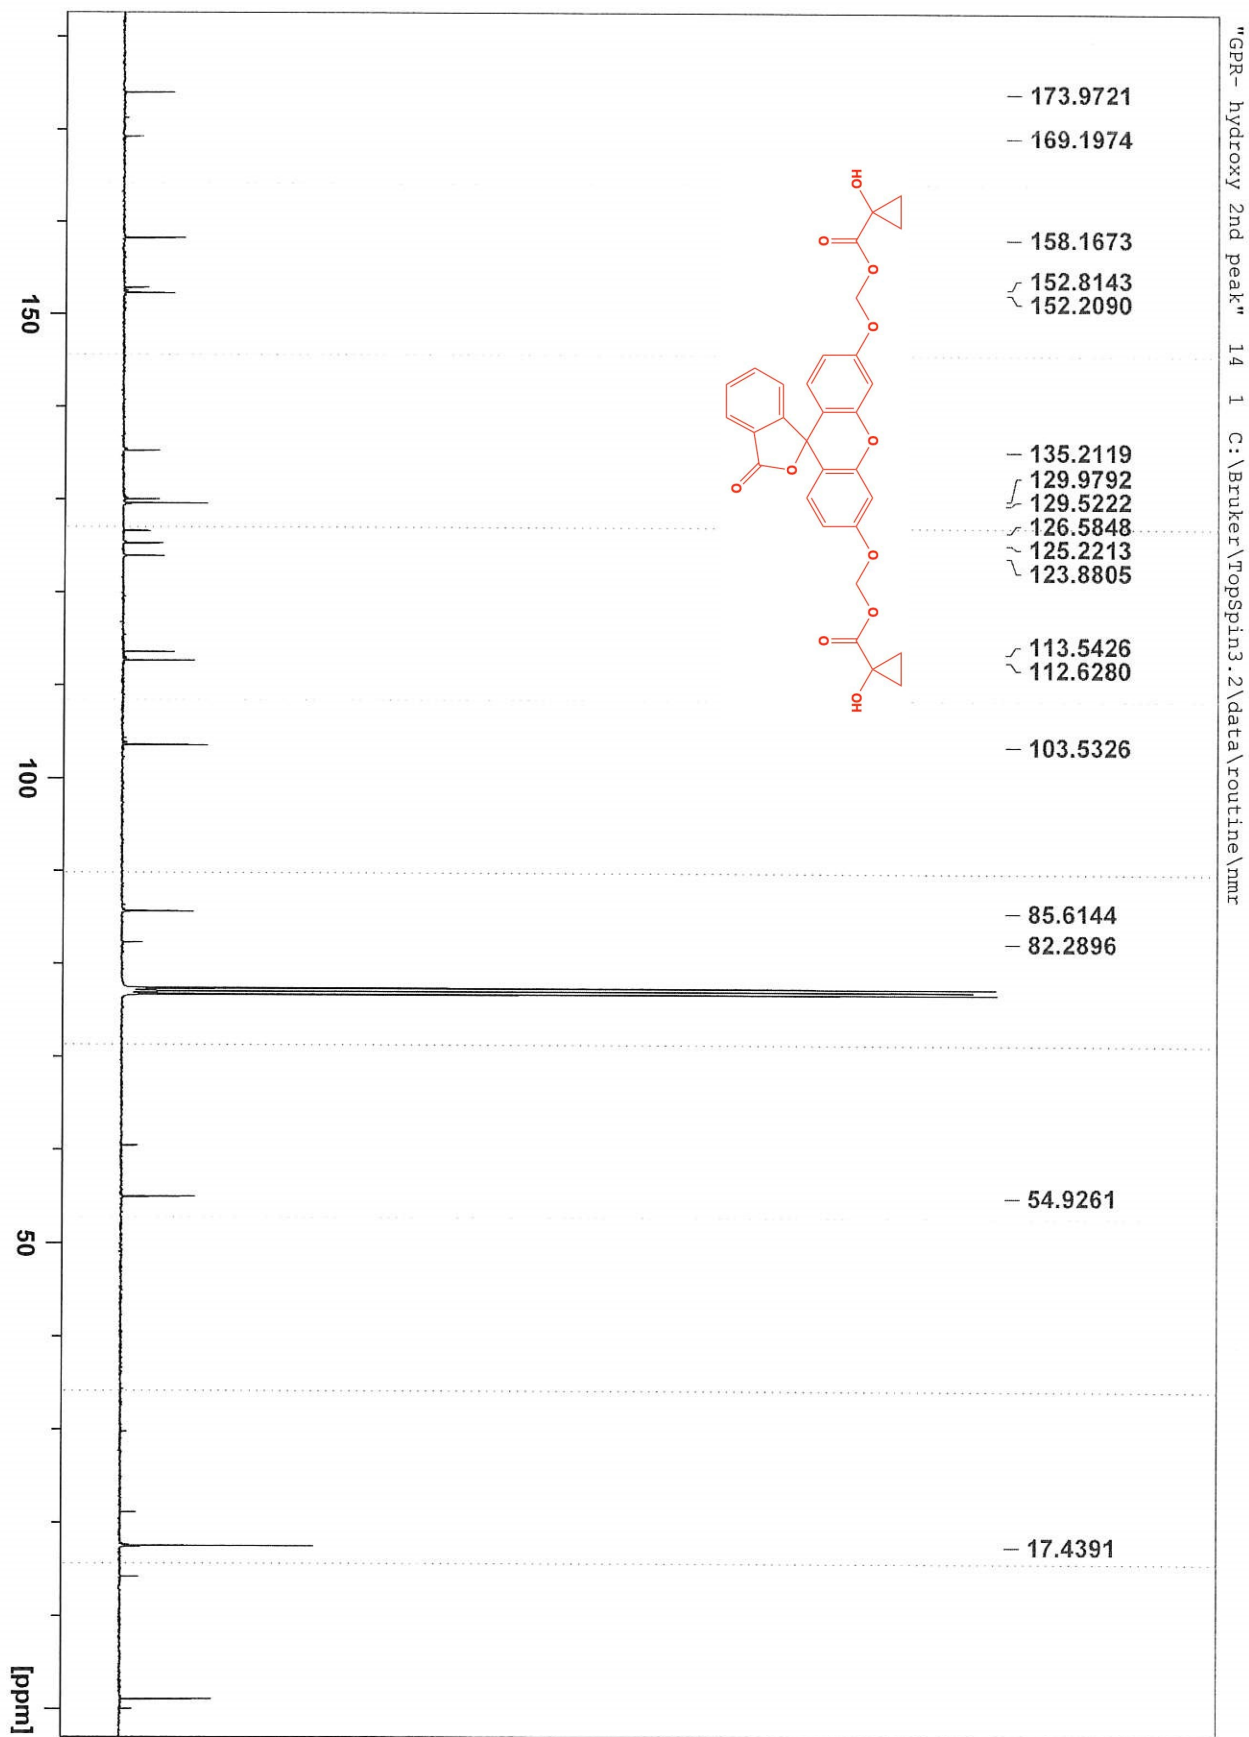 "GPR- hydroxy 2nd peak" 14 1 C:\Bruker\TopSpin3.2\data\routine\nmr
173.9721
169.1974
158.1673
152.8143
152.2090
135.2119
129.9792
129.5222
126.5848
125.2213
123.8805
113.5426
112.6280
103.5326
85.6144
82.2896
54.9261
17.4391
HO
O
O
O
O
O
O
O
O
O
O
OH
150
100
50
[ppm]